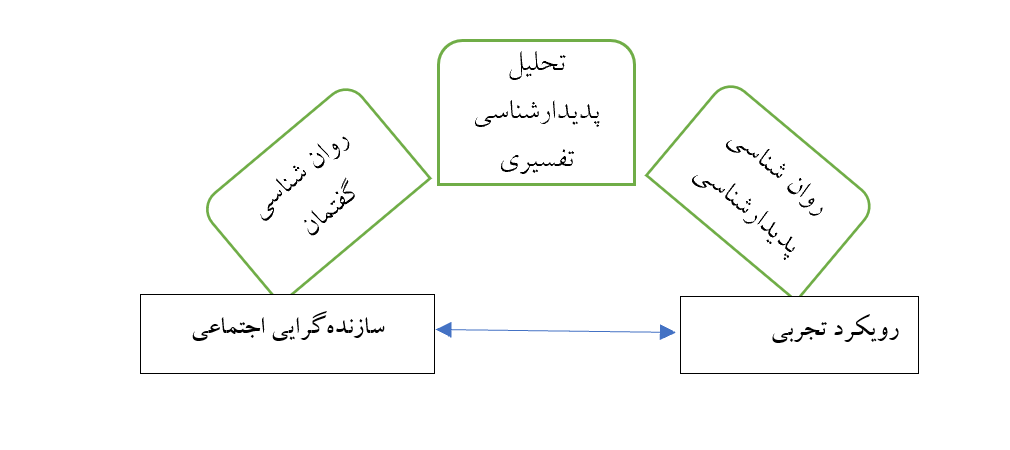 تحلیل
پدیدارشناسی
تفسیری
روان شناسی
پدیدارشناسی
روان شناسی
گفتمان
رویکرد تجربی
سازنده‌گرایی اجتماعی